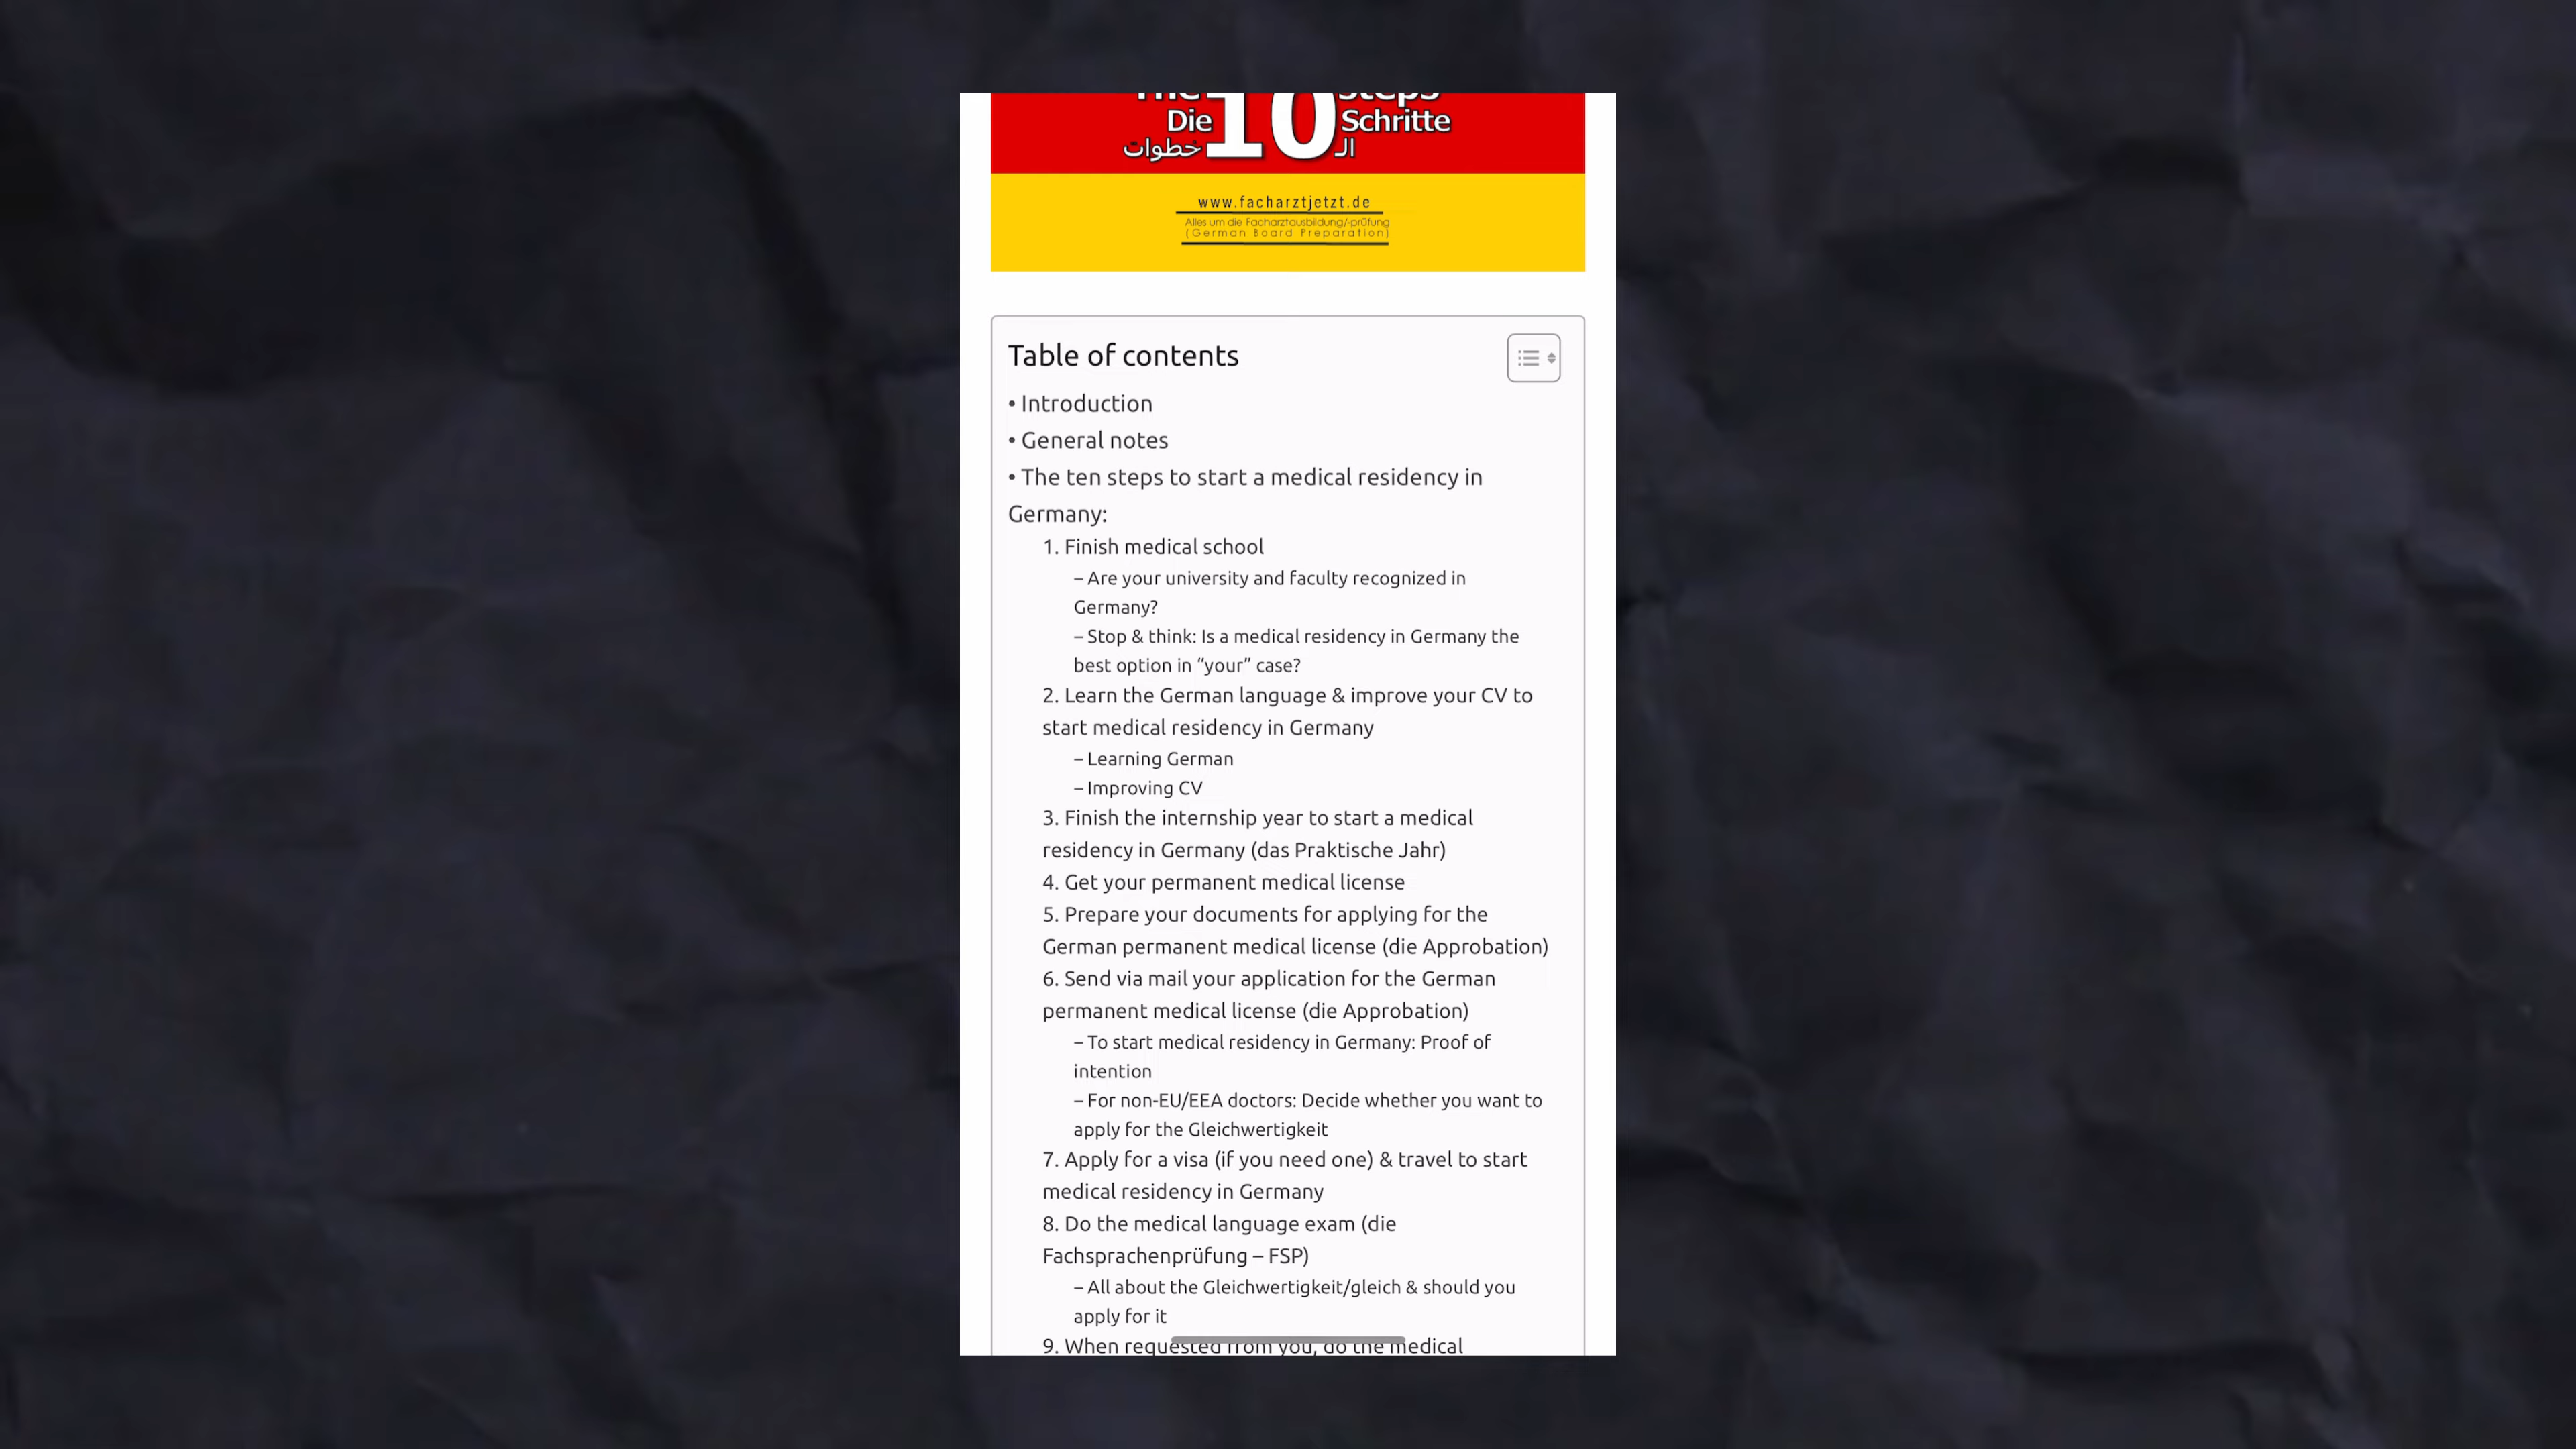 The 10 Steps
Die Schritte
الـ خطوات
www.facharztjetzt.de
Alles um die Facharztausbildung/-prüfung
(German Board Preparation)
Table of contents
• Introduction
• General notes
• The ten steps to start a medical residency in
Germany:
1. Finish medical school
– Are your university and faculty recognized in
Germany?
– Stop & think: Is a medical residency in Germany the
best option in “your” case?
2. Learn the German language & improve your CV to
start medical residency in Germany
– Learning German
– Improving CV
3. Finish the internship year to start a medical
residency in Germany (das Praktische Jahr)
4. Get your permanent medical license
5. Prepare your documents for applying for the
German permanent medical license (die Approbation)
6. Send via mail your application for the German
permanent medical license (die Approbation)
– To start medical residency in Germany: Proof of
intention
– For non-EU/EEA doctors: Decide whether you want to
apply for the Gleichwertigkeit
7. Apply for a visa (if you need one) & travel to start
medical residency in Germany
8. Do the medical language exam (die
Fachsprachenprüfung – FSP)
– All about the Gleichwertigkeit/gleich & should you
apply for it
9. When requested from you, do the medical